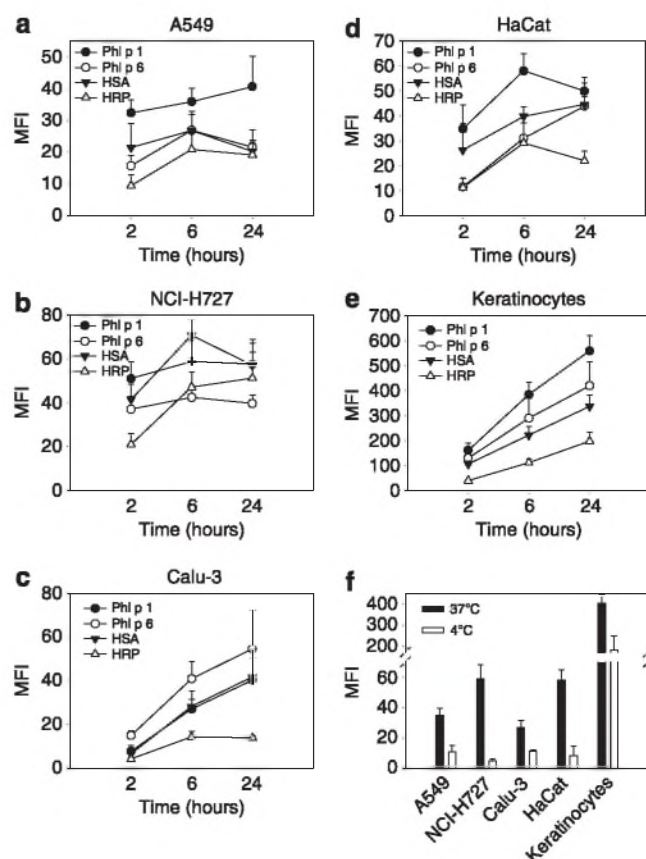 a
A549
50
40
30
20
10
0
MFI
Phl p 1
Phl p 6
HSA
HRP
2 6 24
Time (hours)
b
NCI-H727
80
60
40
20
0
MFI
Phl p 1
Phl p 6
HSA
HRP
2 6 24
Time (hours)
c
Calu-3
80
60
40
20
0
MFI
Phl p 1
Phl p 6
HSA
HRP
2 6 24
Time (hours)
d
HaCat
70
60
50
40
30
20
10
0
MFI
Phl p 1
Phl p 6
HSA
HRP
2 6 24
Time (hours)
e
Keratinocytes
700
600
500
400
300
200
100
0
MFI
Phl p 1
Phl p 6
HSA
HRP
2 6 24
Time (hours)
f
400
200
60
40
20
0
MFI
37°C
4°C
A549
NCI-H727
Calu-3
HaCat
Keratinocytes